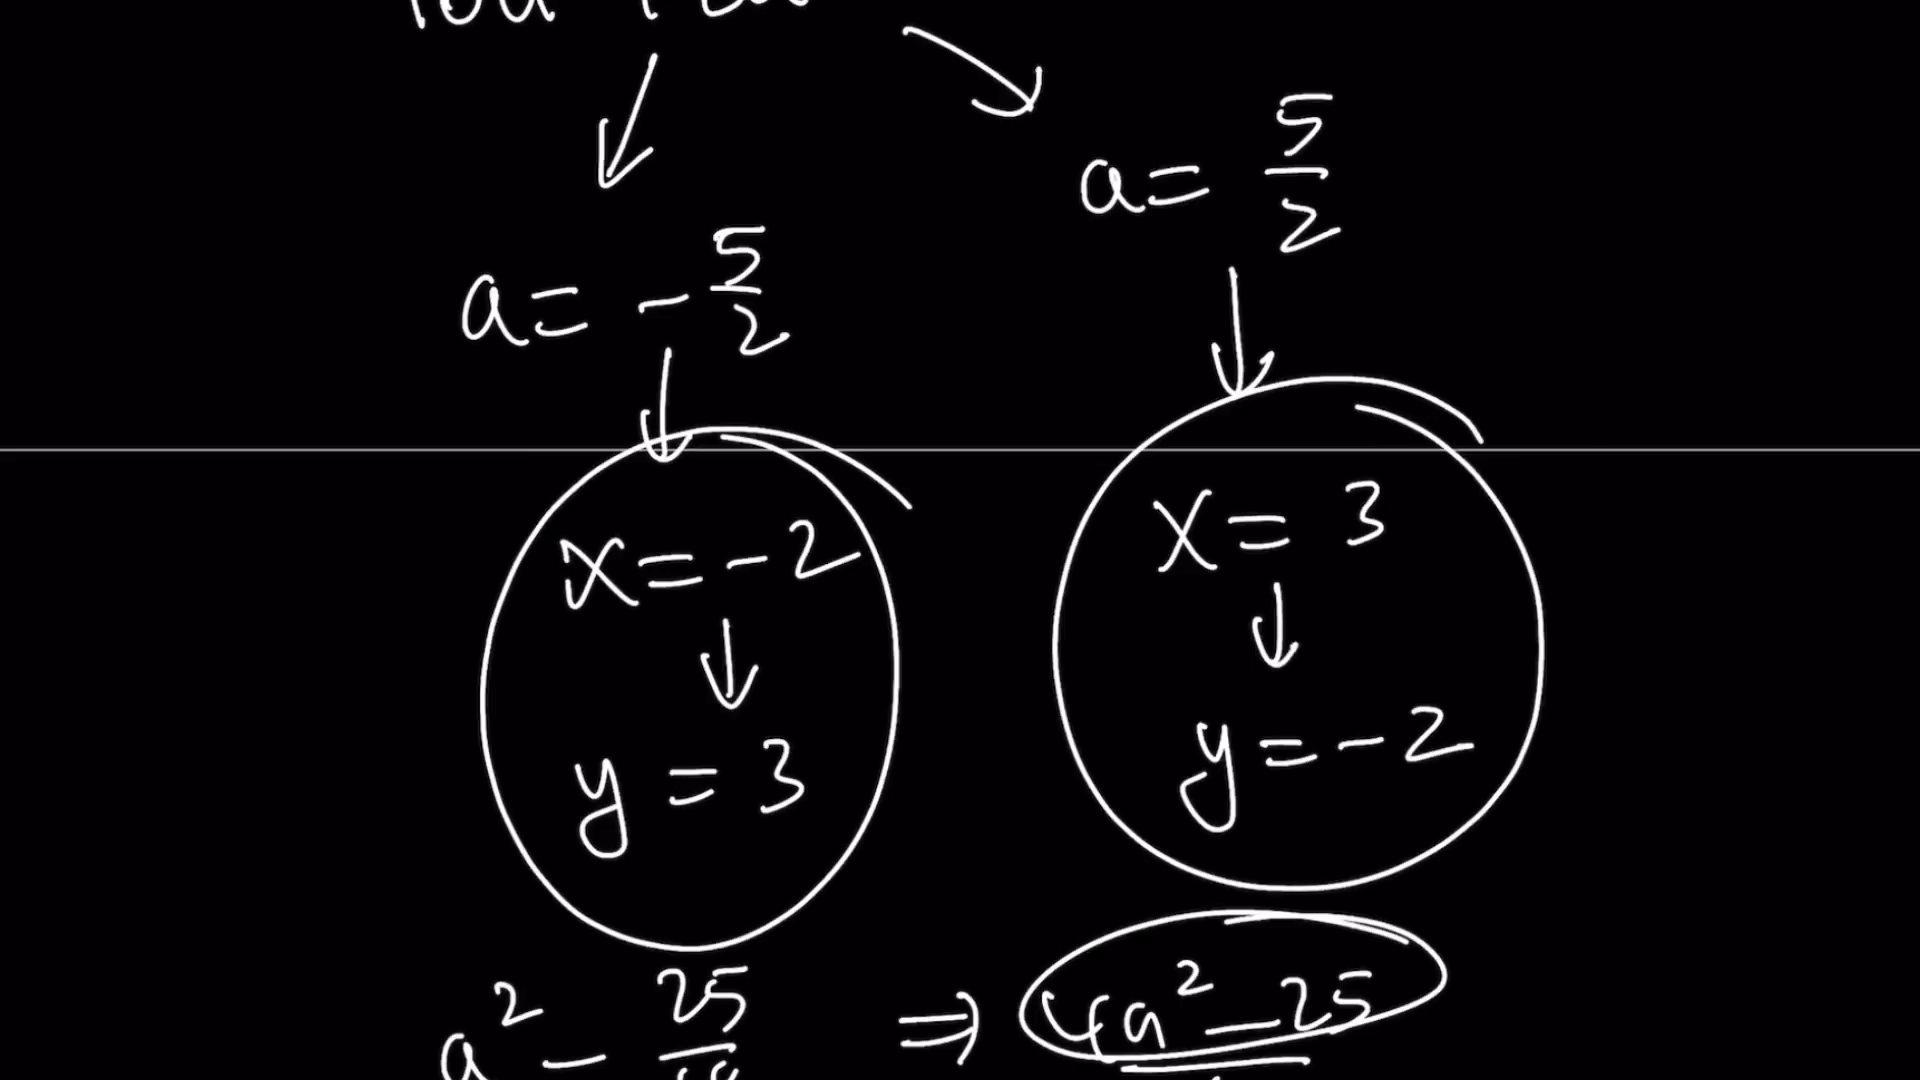 a = 5/2
a = - 5/2
x = 3
x = -2
y = -2
y = 3
a² - 25 ⇒ 4a² - 25